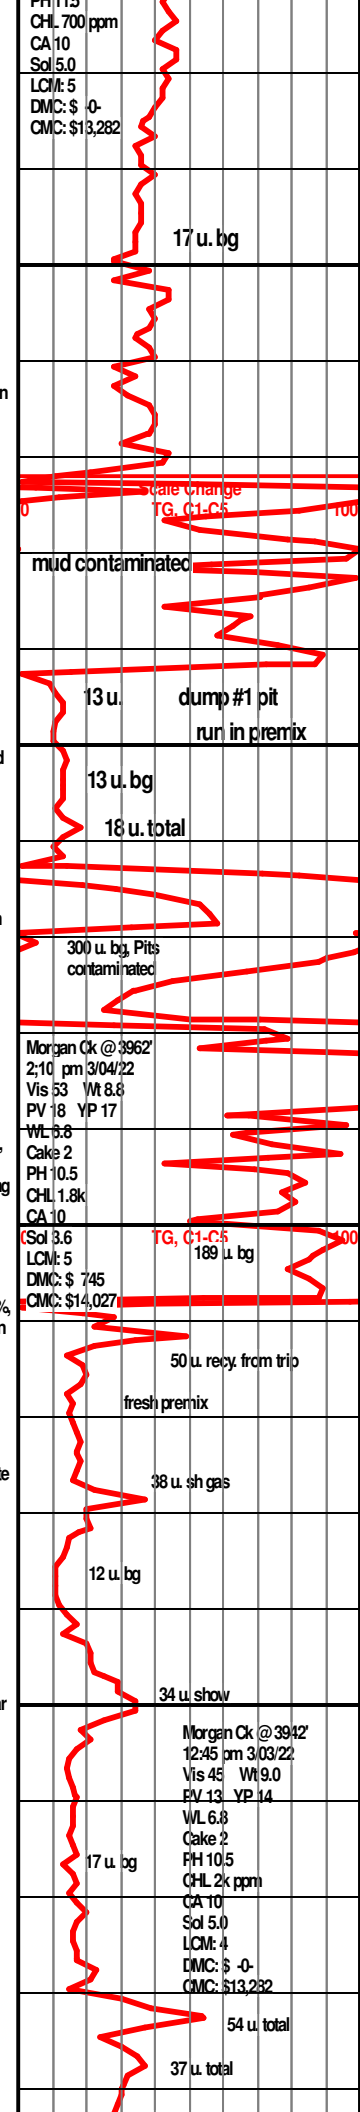 PH 11.5
CHL 700 ppm
CA 10
Sol 5.0
LCM: 5
DMC: $ -0-
CMC: $13,282
17 u. bg
n
Scale Change
0 TG, C1-C5 100
mud contaminated
13 u. dump #1 pit
run in premix
d
13 u. bg
18 u. total
n
300 u. bg, Pits
contaminated
Morgan Ck @ 3962'
2;10 pm 3/04/22
Vis 53 Wt 8.8
PV 18 YP 17
WL 6.8
Cake 2
,
PH 10.5
ng
CHL 1.8k
CA 10
Sol 3.6
0 TG, C1-C5 100
189 u. bg
LCM: 5
DMC: $ 745
CMC: $14,027
%,
n
50 u. recy. from trip
fresh premix
te
38 u. sh gas
12 u. bg
34 u. show
ar
Morgan Ck @ 3942'
12:45 pm 3/03/22
Vis 45 Wt 9.0
PV 13 YP 14
WL 6.8
Cake 2
17 u. bg
PH 10.5
CHL 2k ppm
CA 10
Sol 5.0
LCM: 4
DMC: $ -0-
CMC: $13,282
54 u. total
37 u. total